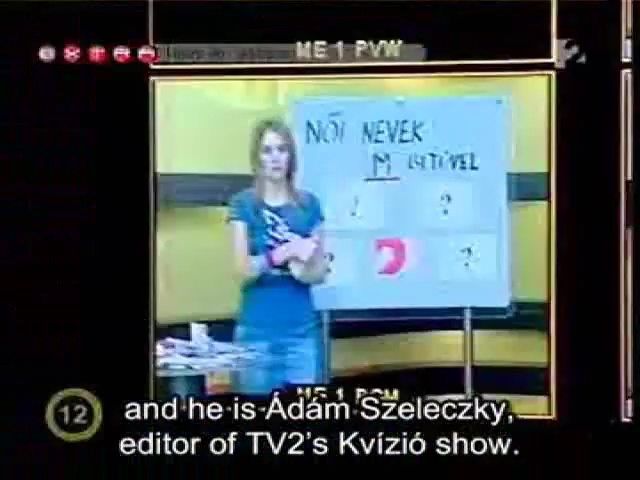 ME 1 PVW
2
NŐI NEVEK
M BETŰVEL
? ?
? ?
ME 1 PGM
12
and he is Ádám Szeleczky,
editor of TV2's Kvízió show.